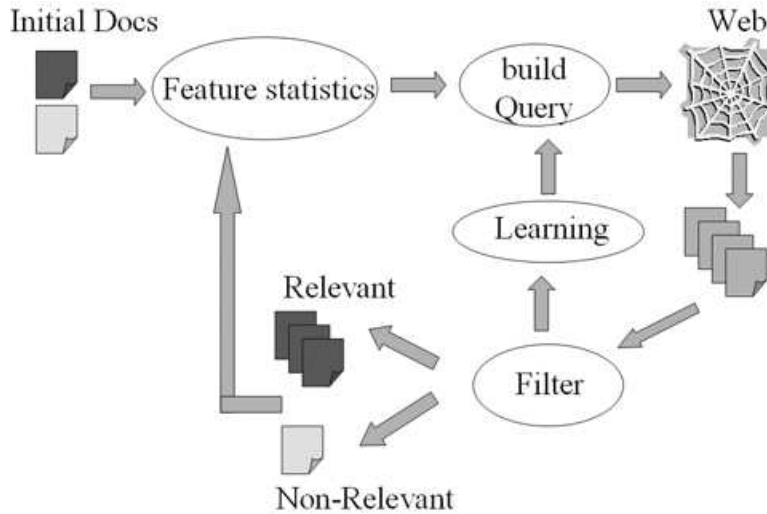 Initial Docs
Web
Feature statistics
build
Query
Learning
Relevant
Filter
Non-Relevant